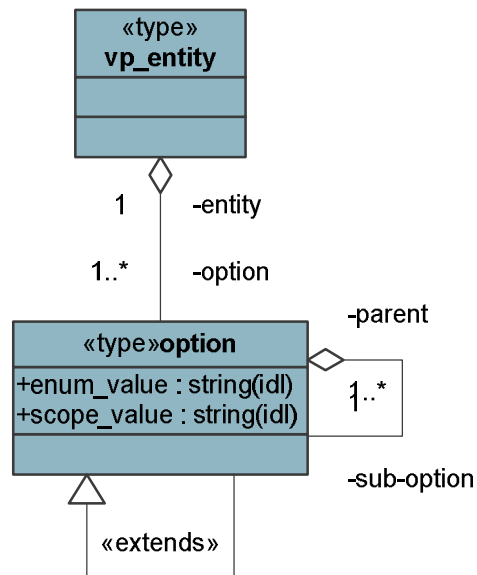 «type»
vp_entity
1
-entity
1..*
-option
-parent
«type»option
+enum_value : string(idl)
1..*
1
+scope_value : string(idl)
-sub-option
«extends»